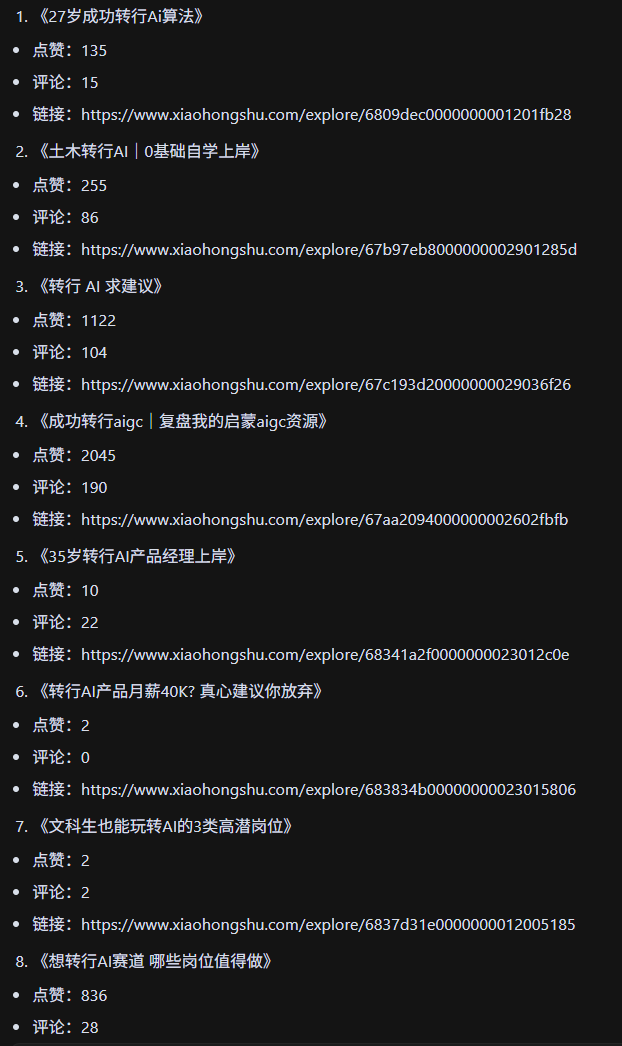 1. 《27岁成功转行Ai算法》
• 点赞：135
• 评论：15
• 链接：https://www.xiaohongshu.com/explore/6809dec0000000001201fb28
2. 《土木转行AI｜0基础自学上岸》
• 点赞：255
• 评论：86
• 链接：https://www.xiaohongshu.com/explore/67b97eb8000000002901285d
3. 《转行 AI 求建议》
• 点赞：1122
• 评论：104
• 链接：https://www.xiaohongshu.com/explore/67c193d20000000029036f26
4. 《成功转行aigc｜复盘我的启蒙aigc资源》
• 点赞：2045
• 评论：190
• 链接：https://www.xiaohongshu.com/explore/67aa2094000000002602fbfb
5. 《35岁转行AI产品经理上岸》
• 点赞：10
• 评论：22
• 链接：https://www.xiaohongshu.com/explore/68341a2f0000000023012c0e
6. 《转行AI产品月薪40K? 真心建议你放弃》
• 点赞：2
• 评论：0
• 链接：https://www.xiaohongshu.com/explore/683834b00000000023015806
7. 《文科生也能玩转AI的3类高潜岗位》
• 点赞：2
• 评论：2
• 链接：https://www.xiaohongshu.com/explore/6837d31e0000000012005185
8. 《想转行AI赛道 哪些岗位值得做》
• 点赞：836
• 评论：28